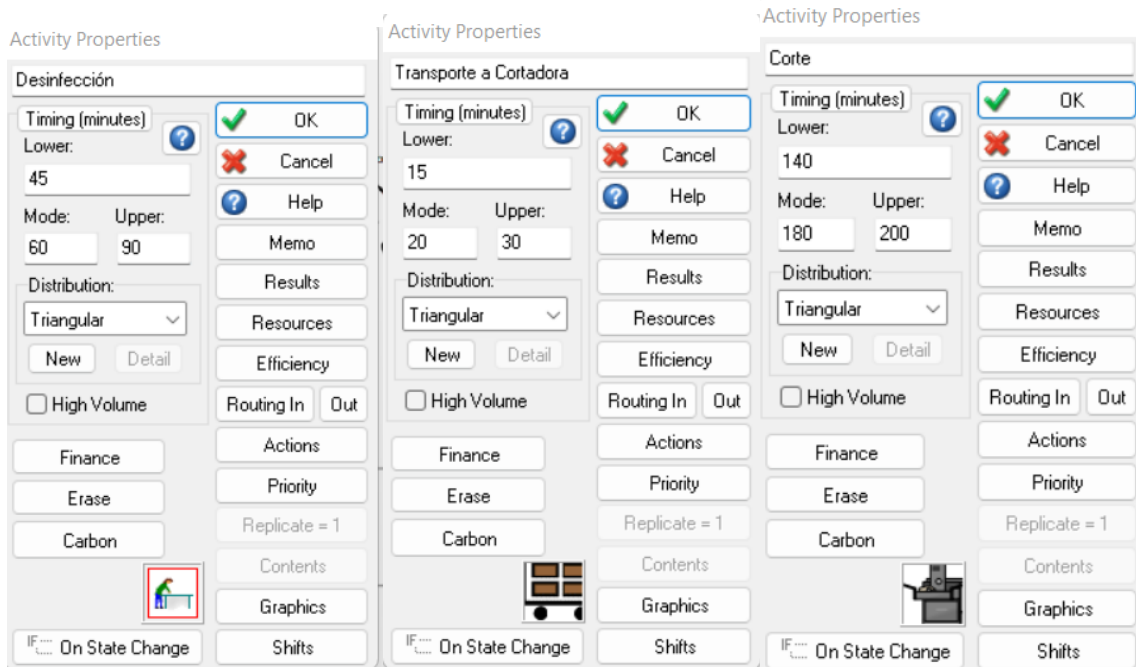 Activity Properties
Desinfección
Timing (minutes)
Lower:
45
Mode: Upper:
60 90
Distribution:
Triangular
New Detail
High Volume
Finance
Erase
Carbon
IF On State Change
OK
Cancel
Help
Memo
Results
Resources
Efficiency
Routing In Out
Actions
Priority
Replicate = 1
Contents
Graphics
Shifts
Activity Properties
Transporte a Cortadora
Timing (minutes)
Lower:
15
Mode: Upper:
20 30
Distribution:
Triangular
New Detail
High Volume
Finance
Erase
Carbon
IF On State Change
OK
Cancel
Help
Memo
Results
Resources
Efficiency
Routing In Out
Actions
Priority
Replicate = 1
Contents
Graphics
Shifts
Activity Properties
Corte
Timing (minutes)
Lower:
140
Mode: Upper:
180 200
Distribution:
Triangular
New Detail
High Volume
Finance
Erase
Carbon
IF On State Change
OK
Cancel
Help
Memo
Results
Resources
Efficiency
Routing In Out
Actions
Priority
Replicate = 1
Contents
Graphics
Shifts